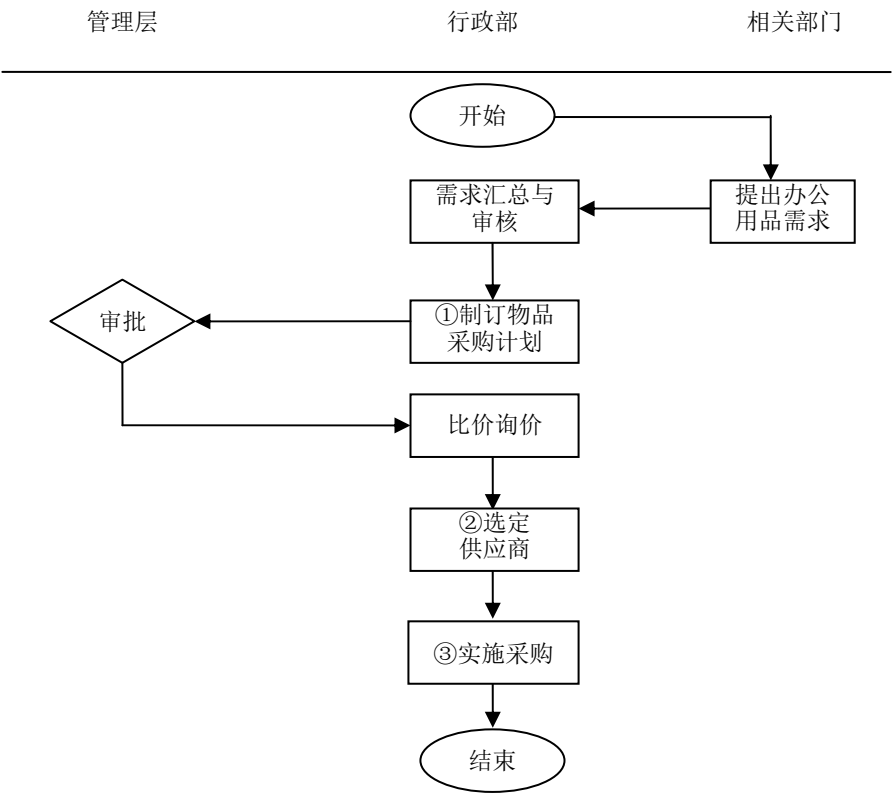 管理层 行政部 相关部门
开始
需求汇总与
审核
提出办公
用品需求
审批
①制订物品
采购计划
比价询价
②选定
供应商
③实施采购
结束